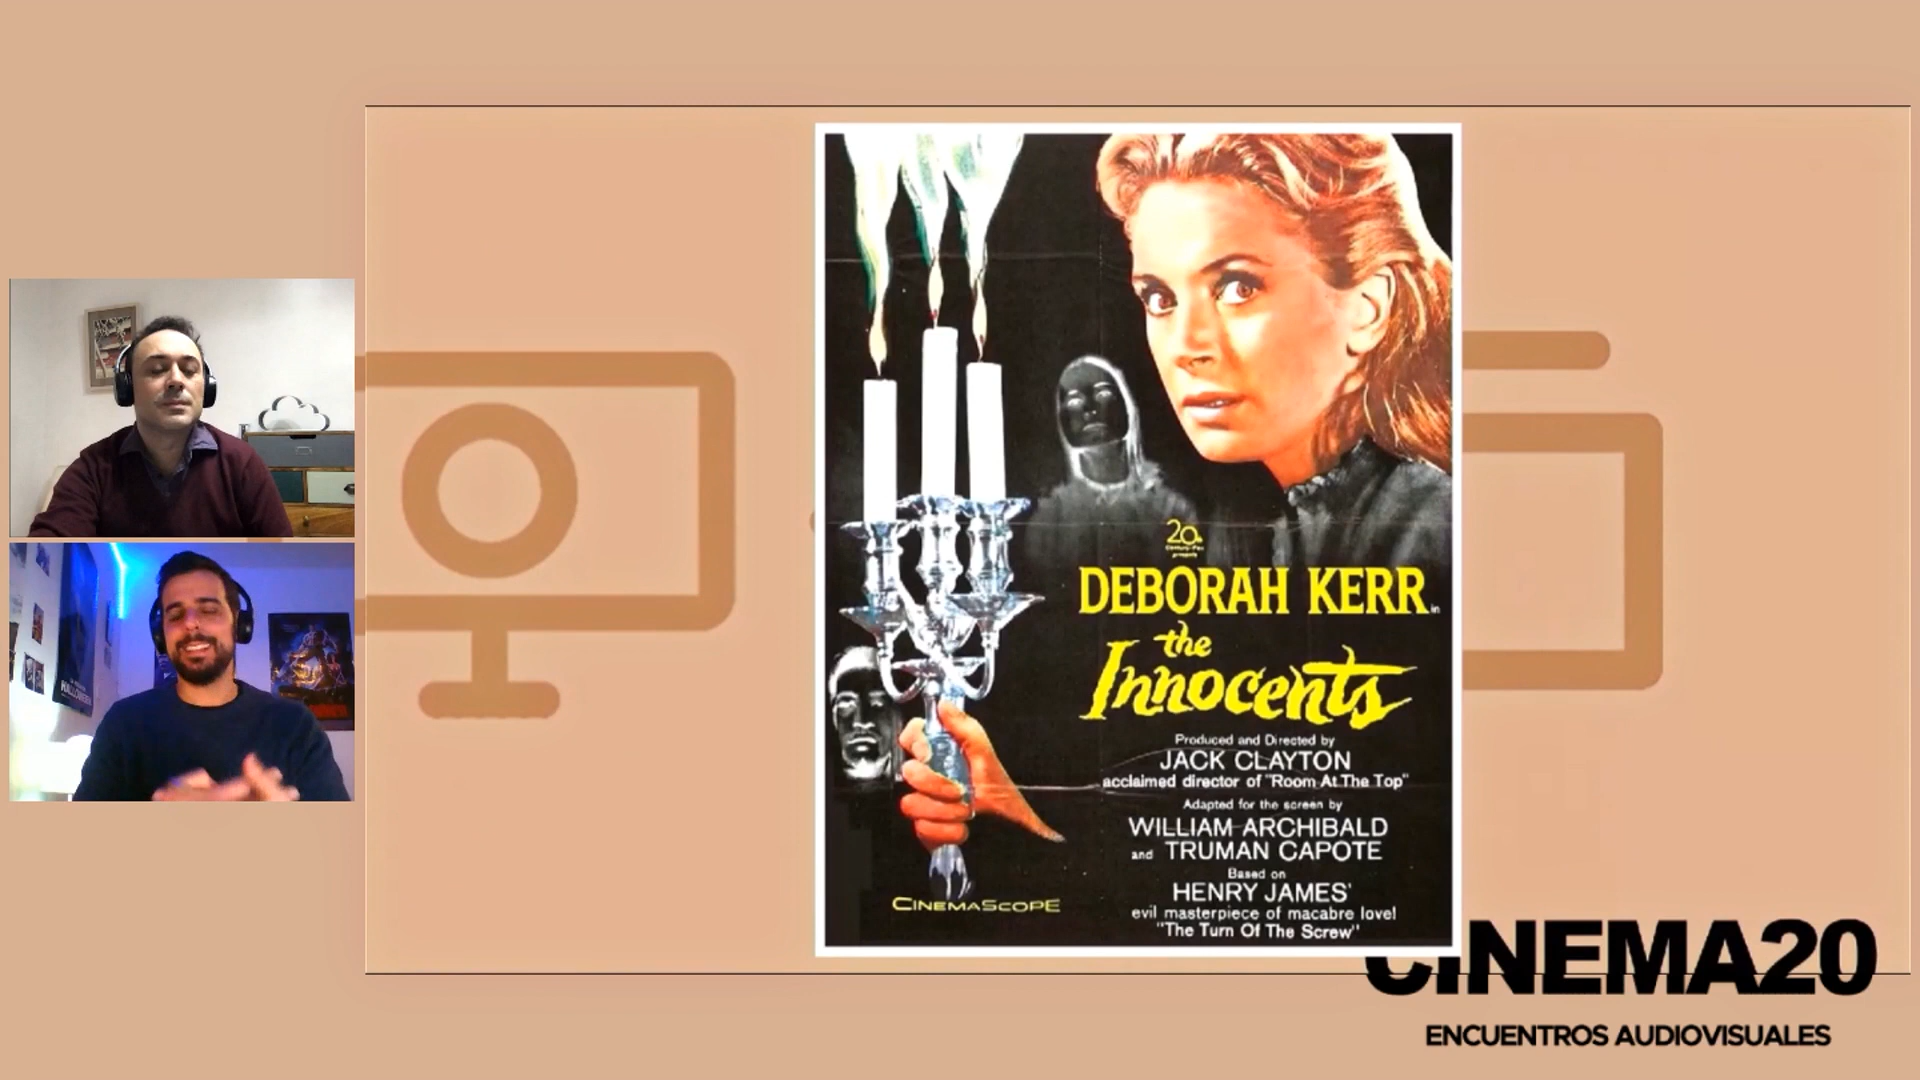 20th
Century-Fox
presents
DEBORAH KERR in
the
Innocents
Produced and Directed by
JACK CLAYTON
acclaimed director of "Room At The Top"
Adapted for the screen by
WILLIAM ARCHIBALD
and TRUMAN CAPOTE
Based on
HENRY JAMES'
evil masterpiece of macabre love!
"The Turn Of The Screw"
CINEMASCOPE
HALLOWEEN
CINEMA20
ENCUENTROS AUDIOVISUALES